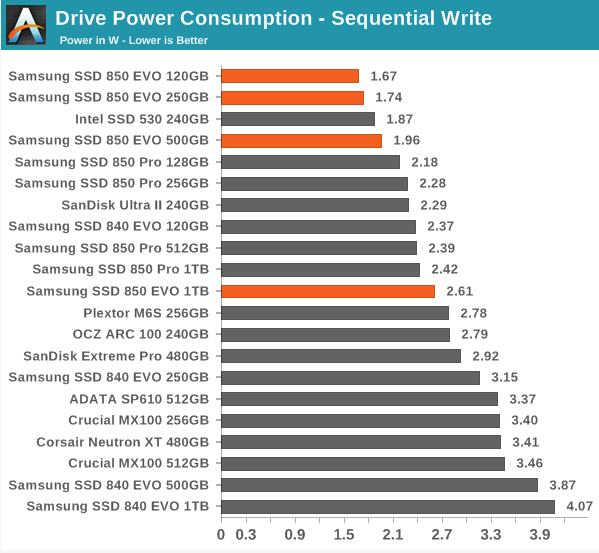 Drive Power Consumption - Sequential Write
Power in W - Lower is Better
Samsung SSD 850 EVO 120GB 1.67
Samsung SSD 850 EVO 250GB 1.74
Intel SSD 530 240GB 1.87
Samsung SSD 850 EVO 500GB 1.96
Samsung SSD 850 Pro 128GB 2.18
Samsung SSD 850 Pro 256GB 2.28
SanDisk Ultra II 240GB 2.29
Samsung SSD 840 EVO 120GB 2.37
Samsung SSD 850 Pro 512GB 2.39
Samsung SSD 850 Pro 1TB 2.42
Samsung SSD 850 EVO 1TB 2.61
Plextor M6S 256GB 2.78
OCZ ARC 100 240GB 2.79
SanDisk Extreme Pro 480GB 2.92
Samsung SSD 840 EVO 250GB 3.15
ADATA SP610 512GB 3.37
Crucial MX100 256GB 3.40
Corsair Neutron XT 480GB 3.41
Crucial MX100 512GB 3.46
Samsung SSD 840 EVO 500GB 3.87
Samsung SSD 840 EVO 1TB 4.07
0 0.3 0.9 1.5 2.1 2.7 3.3 3.9